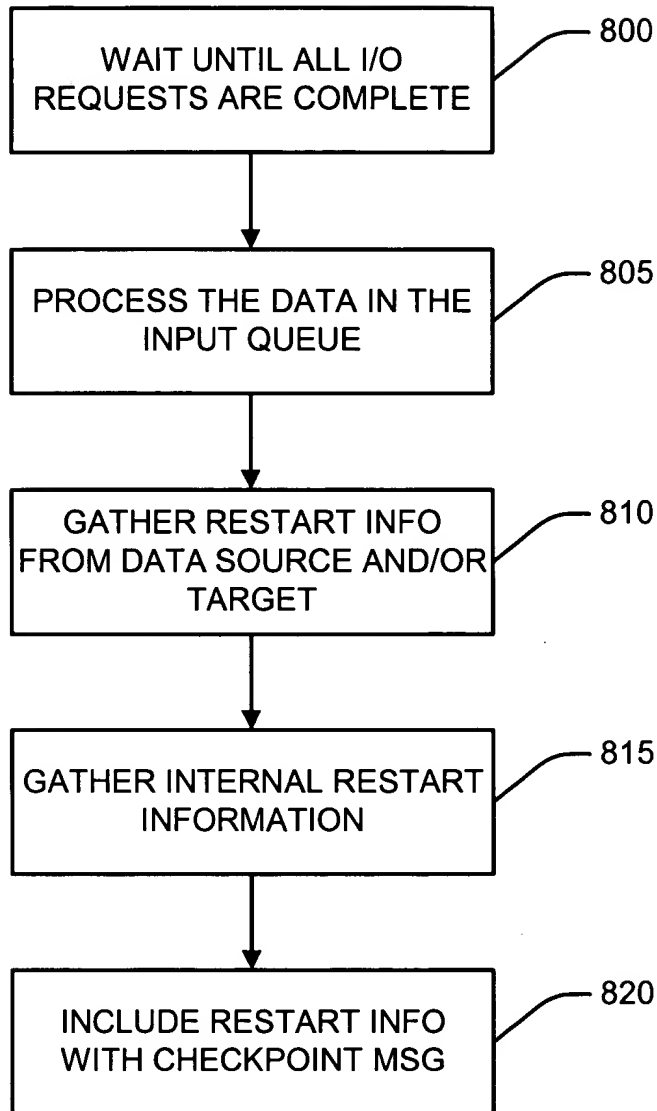 WAIT UNTIL ALL I/O
REQUESTS ARE COMPLETE
800
PROCESS THE DATA IN THE
INPUT QUEUE
805
GATHER RESTART INFO
FROM DATA SOURCE AND/OR
TARGET
810
GATHER INTERNAL RESTART
INFORMATION
815
INCLUDE RESTART INFO
WITH CHECKPOINT MSG
820